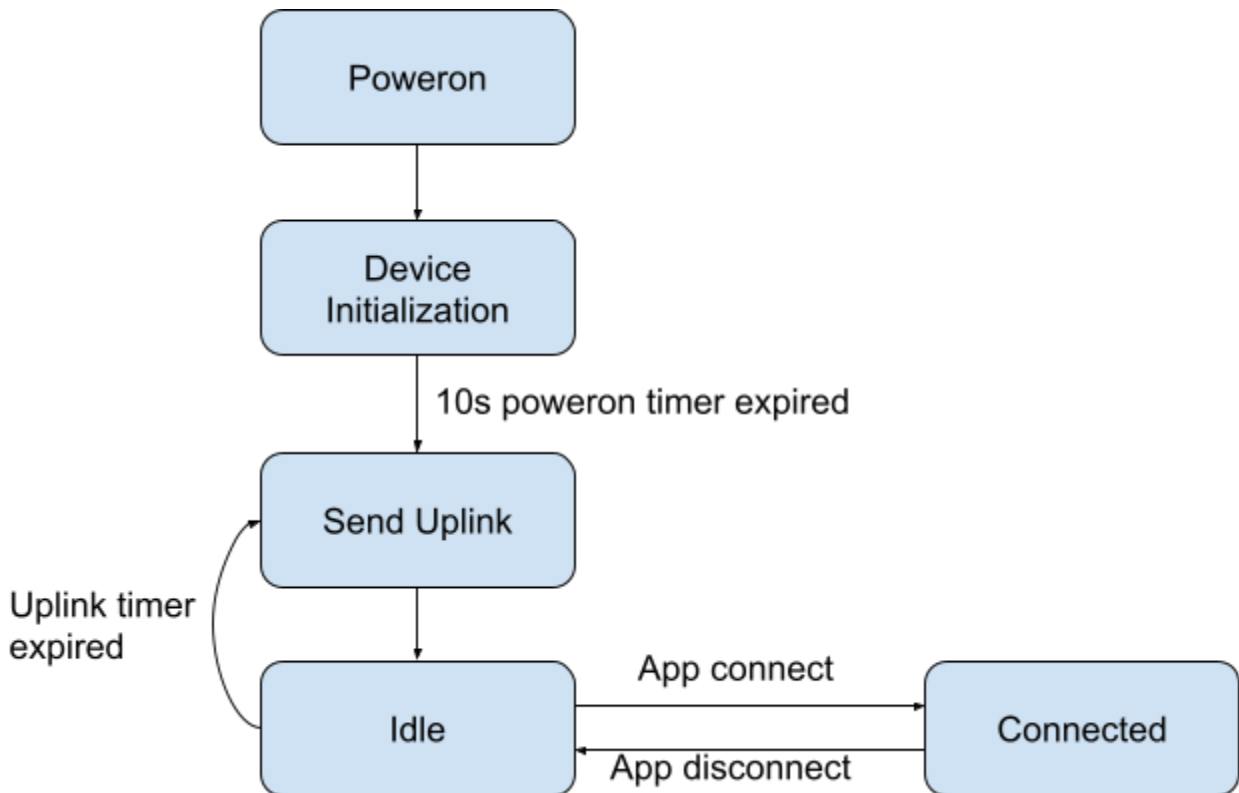 Poweron
Device
Initialization
10s poweron timer expired
Send Uplink
Uplink timer
expired
App connect
Idle
Connected
App disconnect